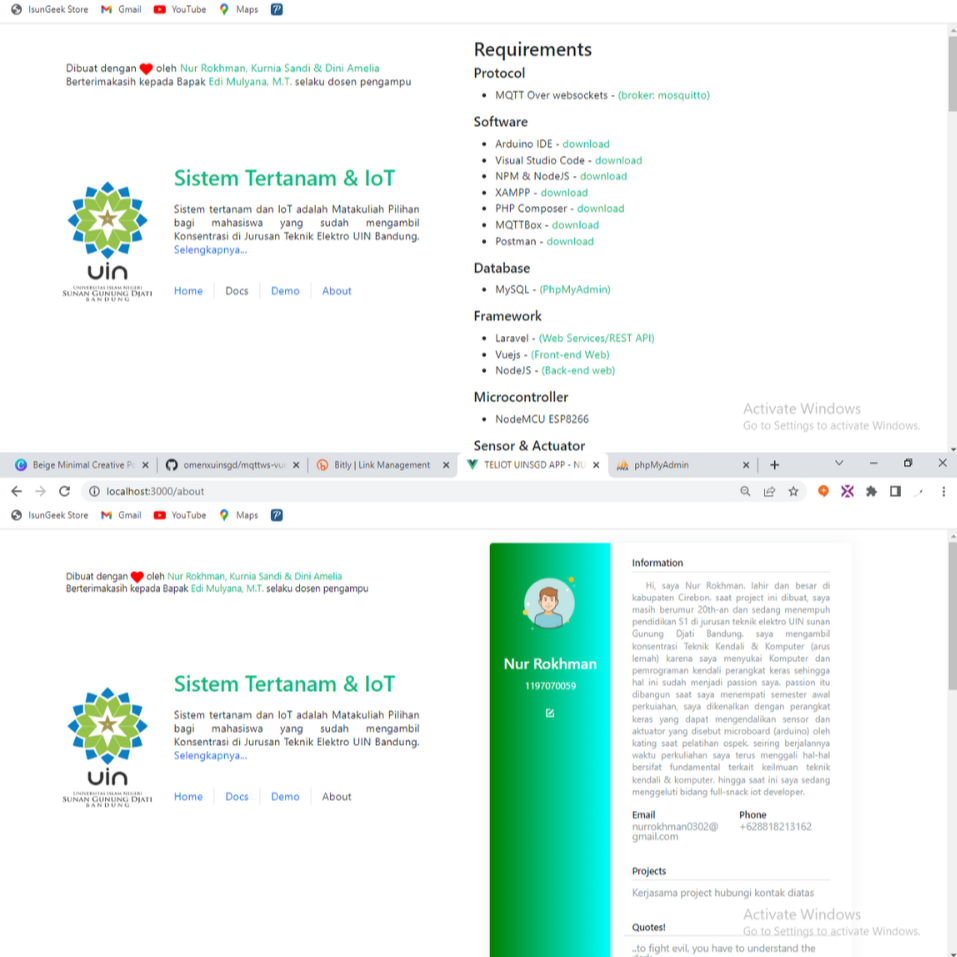 IsunGeek Store Gmail YouTube Maps
Dibuat dengan oleh Nur Rokhman, Kurnia Sandi & Dini Amelia
Berterimakasih kepada Bapak Edi Mulyana, M.T. selaku dosen pengampu
Sistem Tertanam & IoT
Sistem tertanam dan IoT adalah Matakuliah Pilihan
bagi mahasiswa yang sudah mengambil
Konsentrasi di Jurusan Teknik Elektro UIN Bandung.
Selengkapnya...
uin
UNIVERSITAS ISLAM NEGERI
SUNAN GUNUNG DJATI
BANDUNG
Home Docs Demo About
Requirements
Protocol
MQTT Over websockets - (broker: mosquitto)
Software
Arduino IDE - download
Visual Studio Code - download
NPM & NodeJS - download
XAMPP - download
PHP Composer - download
MQTTBox - download
Postman - download
Database
MySQL - (PhpMyAdmin)
Framework
Laravel - (Web Services/REST API)
Vuejs - (Front-end Web)
NodeJS - (Back-end web)
Microcontroller
NodeMCU ESP8266
Sensor & Actuator
Activate Windows
Go to Settings to activate Windows.
Beige Minimal Creative Po omenxuinsgd/mqttws-vue Bitly | Link Management TELIOT UINSGD APP - NU phpMyAdmin
localhost:3000/about
IsunGeek Store Gmail YouTube Maps
Dibuat dengan oleh Nur Rokhman, Kurnia Sandi & Dini Amelia
Berterimakasih kepada Bapak Edi Mulyana, M.T. selaku dosen pengampu
Sistem Tertanam & IoT
Sistem tertanam dan IoT adalah Matakuliah Pilihan
bagi mahasiswa yang sudah mengambil
Konsentrasi di Jurusan Teknik Elektro UIN Bandung.
Selengkapnya...
uin
UNIVERSITAS ISLAM NEGERI
SUNAN GUNUNG DJATI
BANDUNG
Home Docs Demo About
Nur Rokhman
1197070059
Information
Hi, saya Nur Rokhman. lahir dan besar di
kabupaten Cirebon. saat project ini dibuat, saya
masih berumur 20th-an dan sedang menempuh
pendidikan S1 di jurusan teknik elektro UIN sunan
Gunung Djati Bandung. saya mengambil
konsentrasi Teknik Kendali & Komputer (arus
lemah) karena saya menyukai Komputer dan
pemrograman kendali perangkat keras sehingga
hal ini sudah menjadi passion saya. passion itu
dibangun saat saya menempati semester awal
perkuiahan, saya dikenalkan dengan perangkat
keras yang dapat mengendalikan sensor dan
aktuator yang disebut microboard (arduino) oleh
kating saat pelatihan ospek. seiring berjalannya
waktu perkuliahan saya terus menggali hal-hal
bersifat fundamental terkait keilmuan teknik
kendali & komputer. hingga saat ini saya sedang
menggeluti bidang full-snack iot developer.
Email Phone
nurrokhman0302@ +628818213162
gmail.com
Projects
Kerjasama project hubungi kontak diatas
Quotes!
..to fight evil, you have to understand the
Activate Windows
Go to Settings to activate Windows.